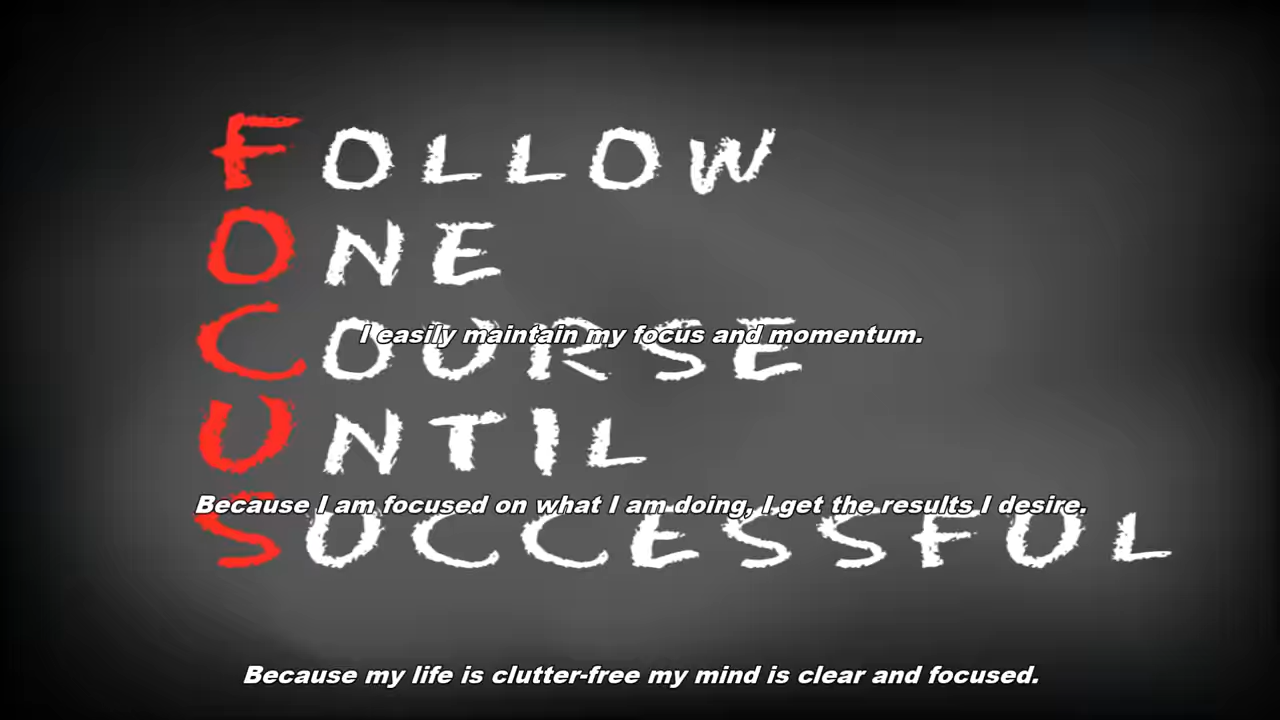 FOLLOW
ONE
I easily maintain my focus and momentum.
COURSE
UNTIL
Because I am focused on what I am doing, I get the results I desire.
SUCCESSFUL
Because my life is clutter-free my mind is clear and focused.